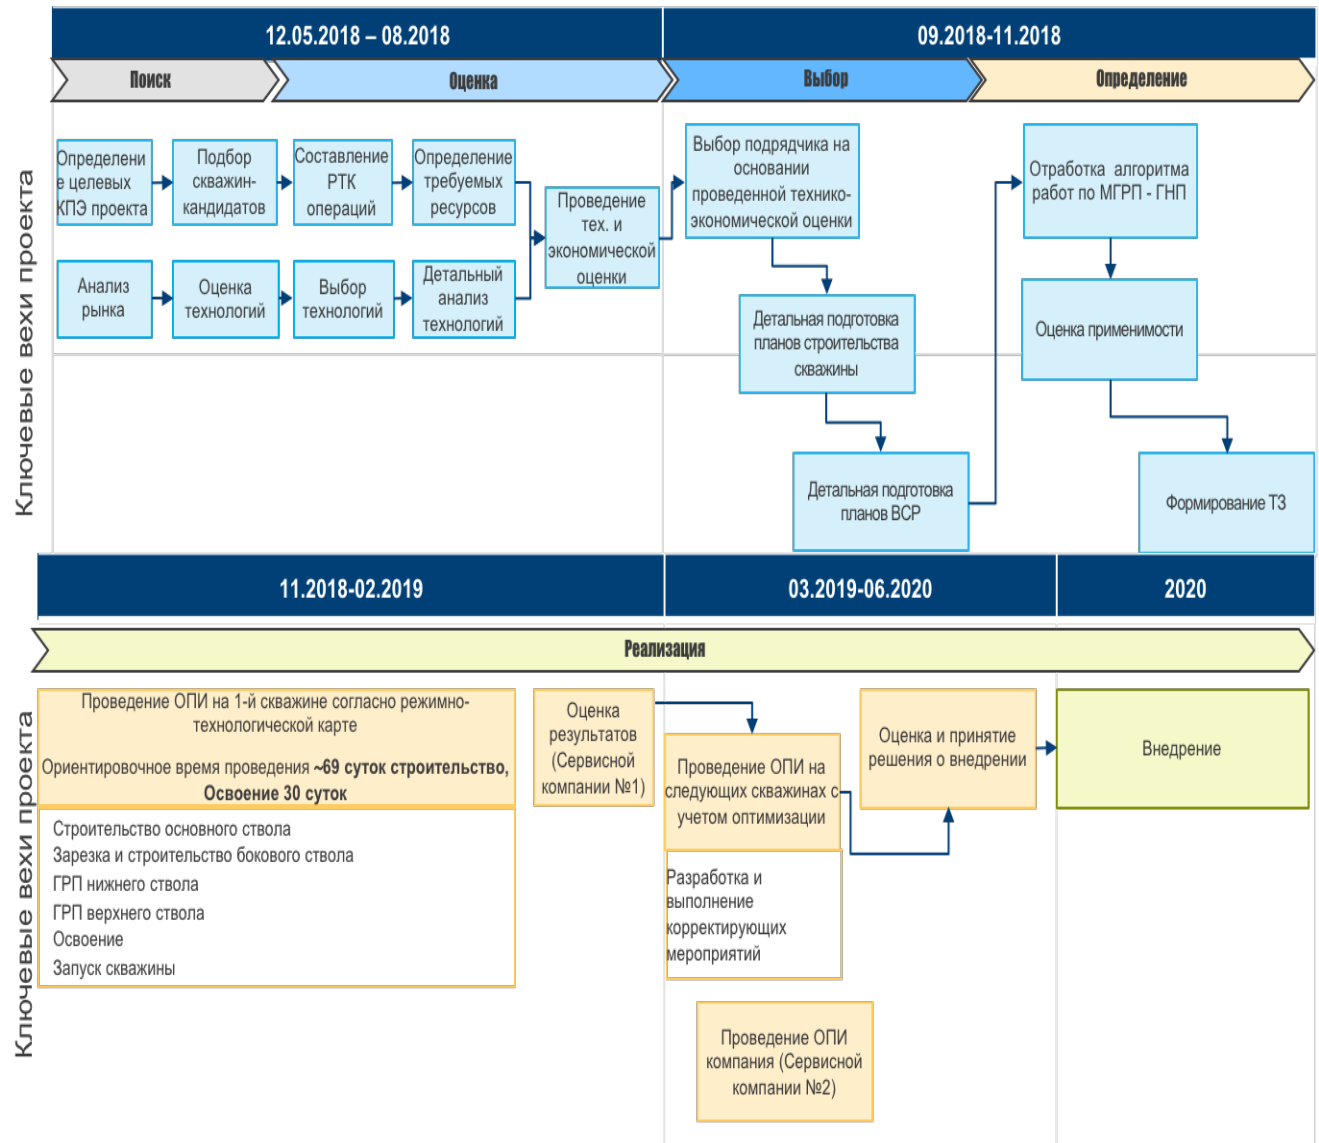 12.05.2018 – 08.2018
09.2018-11.2018
Поиск
Оценка
Выбор
Определение
Ключевые вехи проекта
Определени
е целевых
КПЭ проекта
Подбор
скважин-
кандидатов
Составление
РТК
операций
Определение
требуемых
ресурсов
Анализ
рынка
Оценка
технологий
Выбор
технологий
Детальный
анализ
технологий
Проведение
тех. и
экономической
оценки
Выбор подрядчика на
основании
проведенной технико-
экономической оценки
Детальная подготовка
планов строительства
скважины
Детальная подготовка
планов ВСР
Отработка алгоритма
работ по МГРП - ГНП
Оценка применимости
Формирование ТЗ
11.2018-02.2019
03.2019-06.2020
2020
Реализация
Ключевые вехи проекта
Проведение ОПИ на 1-й скважине согласно режимно-
технологической карте
Ориентировочное время проведения ~69 суток строительство,
Освоение 30 суток
Строительство основного ствола
Зарезка и строительство бокового ствола
ГРП нижнего ствола
ГРП верхнего ствола
Освоение
Запуск скважины
Оценка
результатов
(Сервисной
компании №1)
Проведение ОПИ на
следующих скважинах с
учетом оптимизации
Разработка и
выполнение
корректирующих
мероприятий
Проведение ОПИ
компания (Сервисной
компании №2)
Оценка и принятие
решения о внедрении
Внедрение